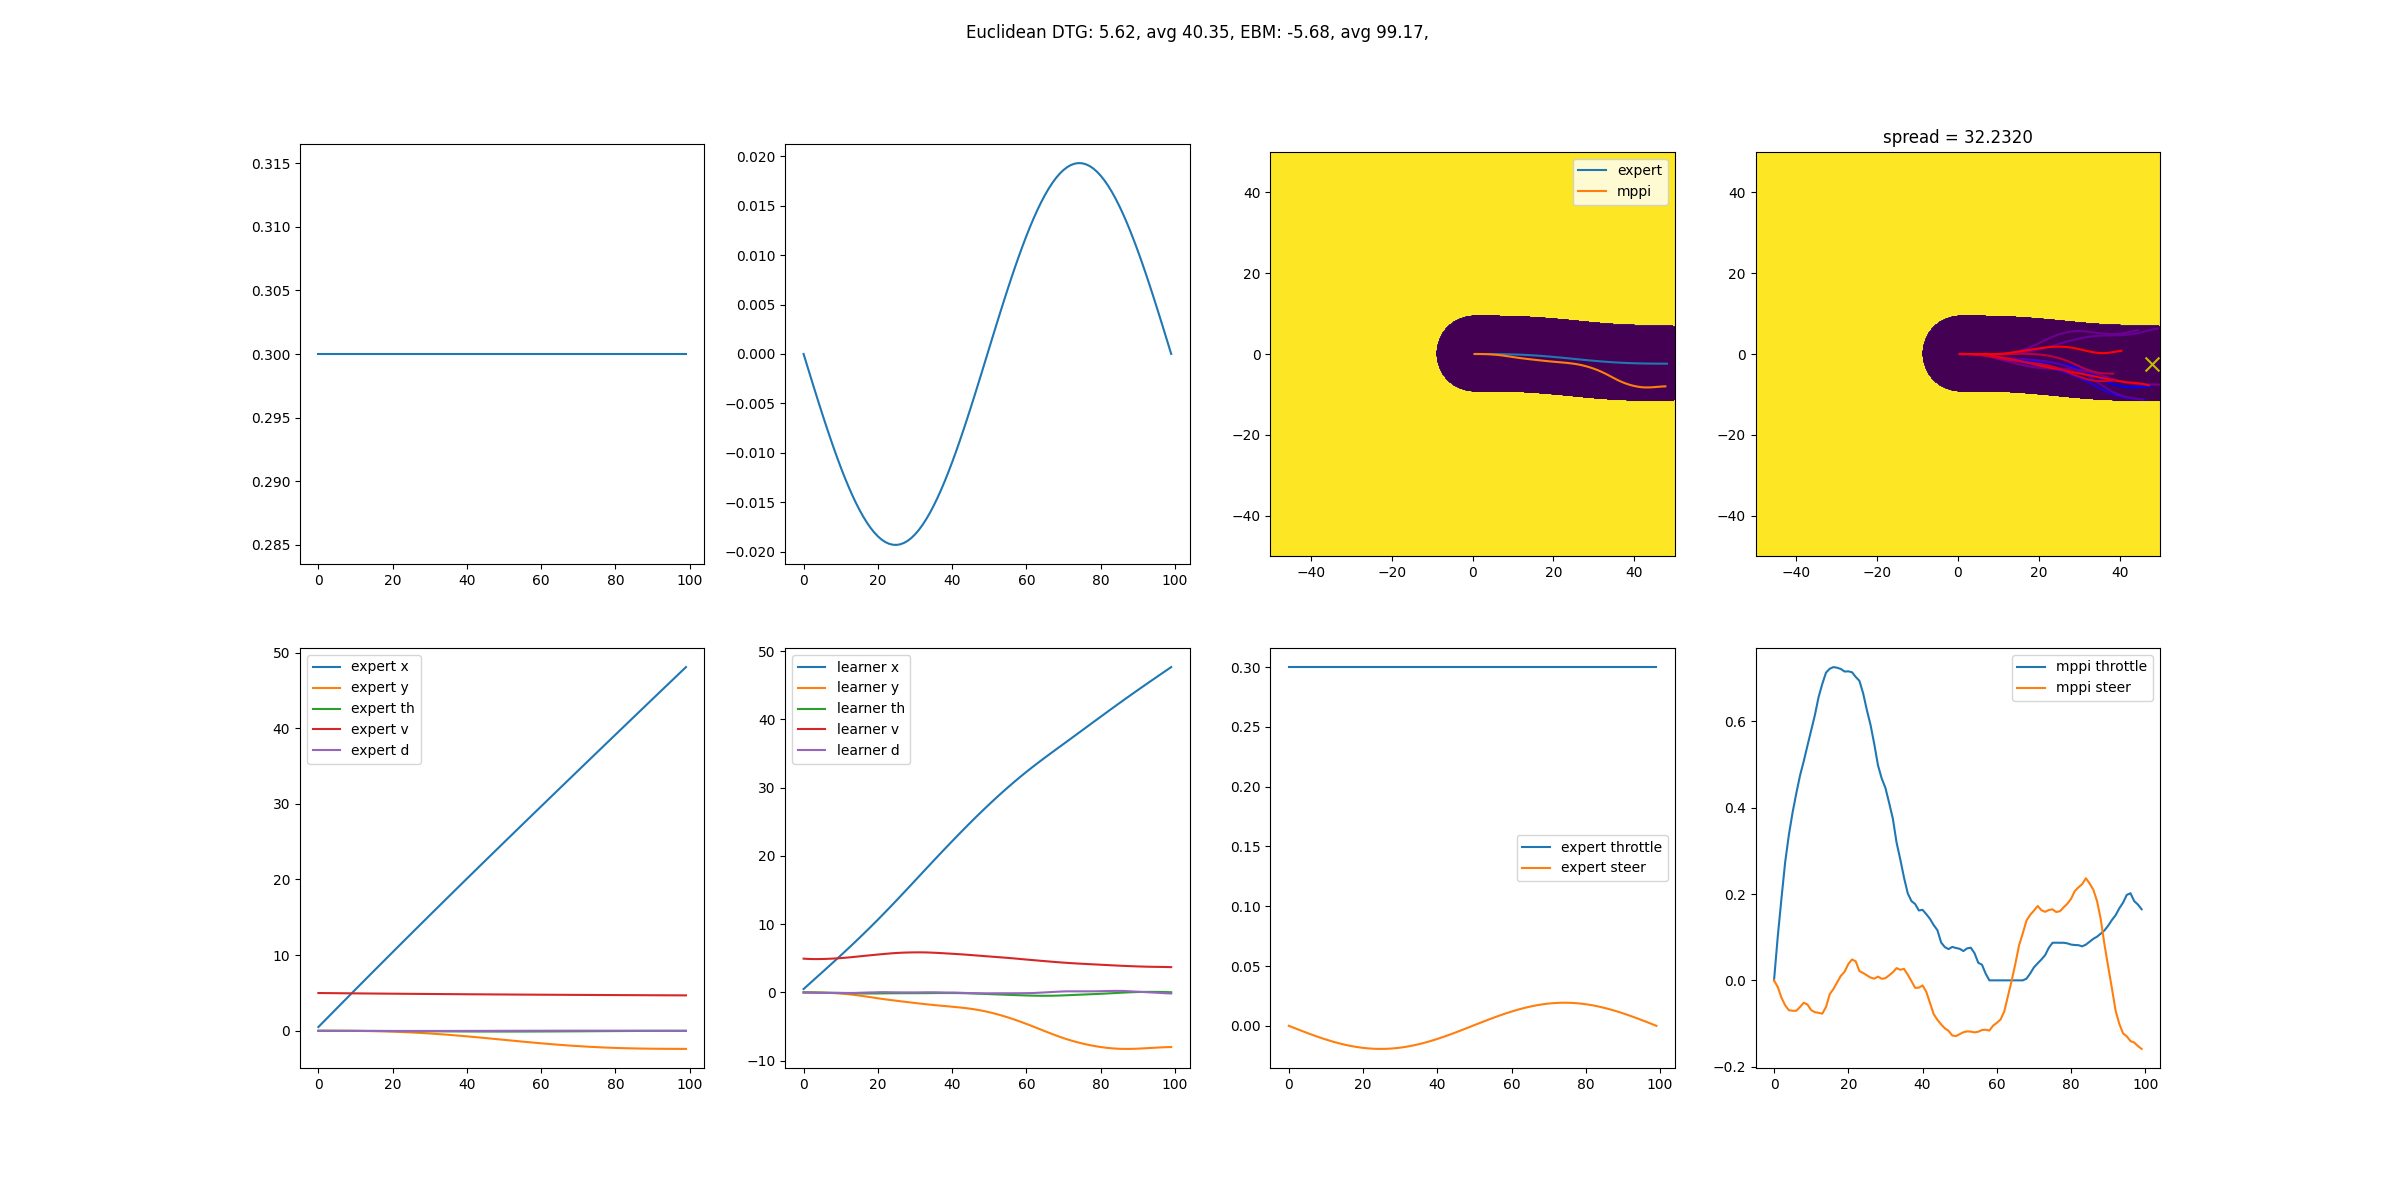 Euclidean DTG: 5.62, avg 40.35, EBM: -5.68, avg 99.17,
0.315
0.310
0.305
0.300
0.295
0.290
0.285
0 20 40 60 80 100
0.020
0.015
0.010
0.005
0.000
−0.005
−0.010
−0.015
−0.020
0 20 40 60 80 100
expert
mppi
40
20
0
−20
−40
−40 −20 0 20 40
spread = 32.2320
40
20
0
−20
−40
−40 −20 0 20 40
expert x
expert y
expert th
expert v
expert d
50
40
30
20
10
0
0 20 40 60 80 100
learner x
learner y
learner th
learner v
learner d
50
40
30
20
10
0
−10
0 20 40 60 80 100
0.30
0.25
0.20
0.15
0.10
0.05
0.00
expert throttle
expert steer
0 20 40 60 80 100
mppi throttle
mppi steer
0.6
0.4
0.2
0.0
−0.2
0 20 40 60 80 100